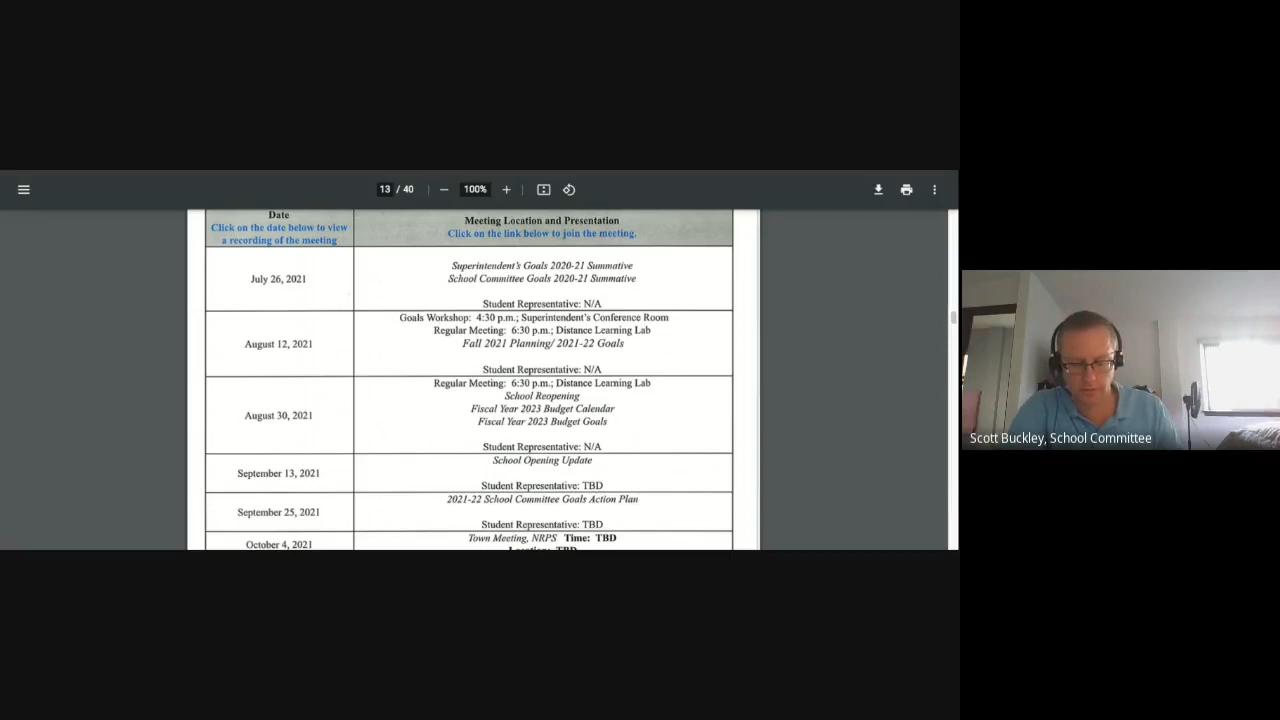 13 / 40
100%
Date
Click on the date below to view
a recording of the meeting
Meeting Location and Presentation
Click on the link below to join the meeting.
July 26, 2021
Superintendent's Goals 2020-21 Summative
School Committee Goals 2020-21 Summative
Student Representative: N/A
August 12, 2021
Goals Workshop: 4:30 p.m.; Superintendent's Conference Room
Regular Meeting: 6:30 p.m.; Distance Learning Lab
Fall 2021 Planning/ 2021-22 Goals
Student Representative: N/A
August 30, 2021
Regular Meeting: 6:30 p.m.; Distance Learning Lab
School Reopening
Fiscal Year 2023 Budget Calendar
Fiscal Year 2023 Budget Goals
Student Representative: N/A
September 13, 2021
School Opening Update
Student Representative: TBD
September 25, 2021
2021-22 School Committee Goals Action Plan
Student Representative: TBD
October 4, 2021
Town Meeting, NRPS Time: TBD
Location: TBD
Scott Buckley, School Committee